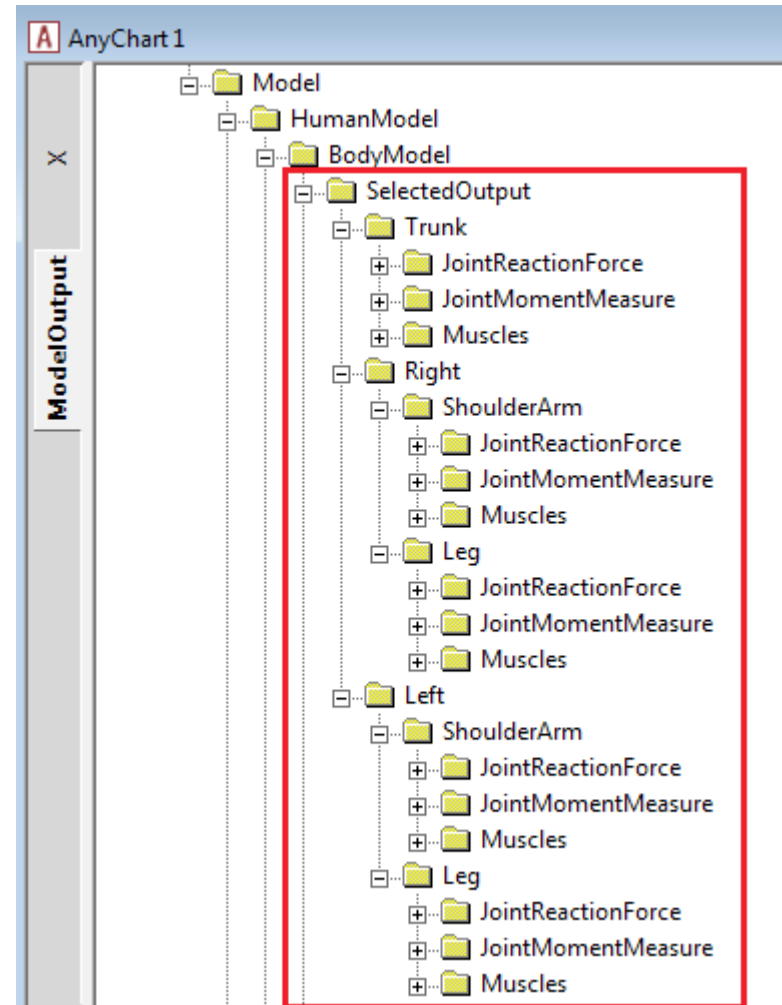 A AnyChart 1
X
ModelOutput
Model
HumanModel
BodyModel
SelectedOutput
Trunk
JointReactionForce
JointMomentMeasure
Muscles
Right
ShoulderArm
JointReactionForce
JointMomentMeasure
Muscles
Leg
JointReactionForce
JointMomentMeasure
Muscles
Left
ShoulderArm
JointReactionForce
JointMomentMeasure
Muscles
Leg
JointReactionForce
JointMomentMeasure
Muscles